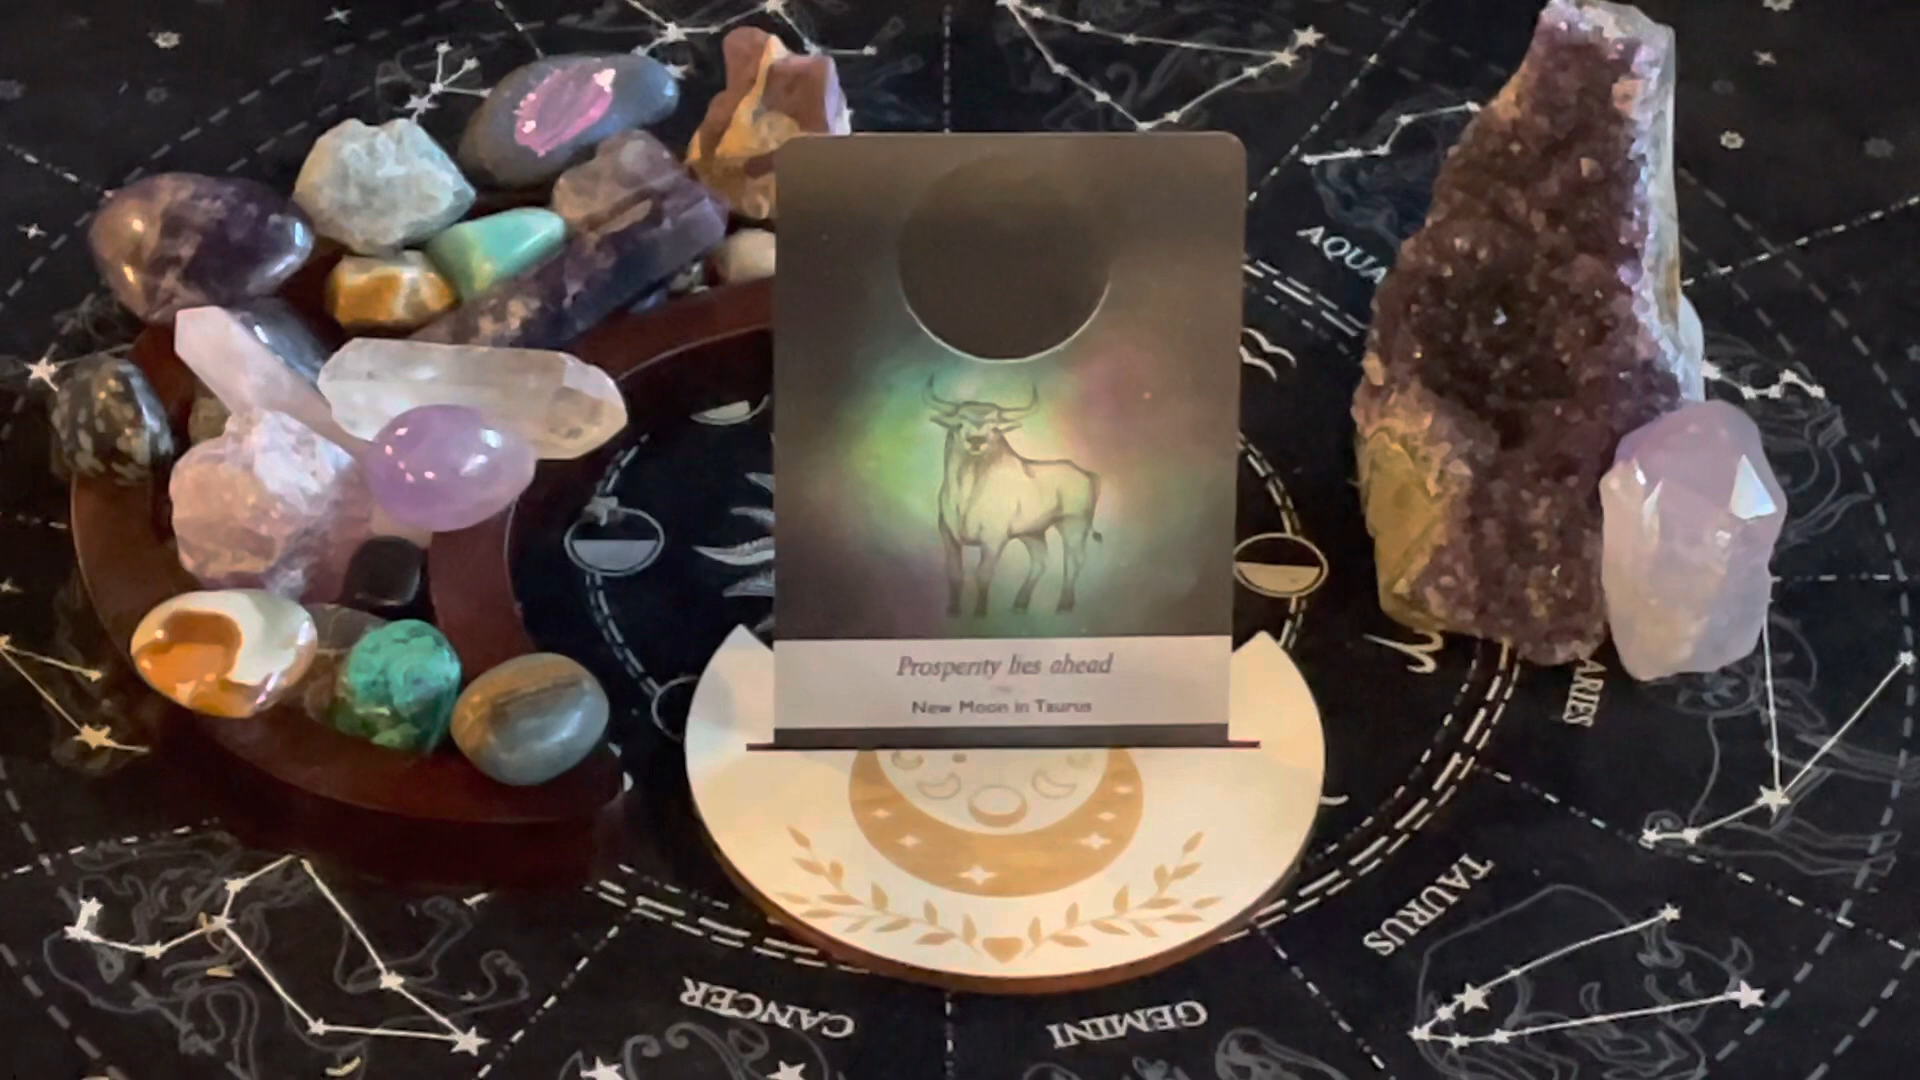 AQUA
Prosperity lies ahead
New Moon in Taurus
ARIES
TAURUS
GEMINI
CANCER